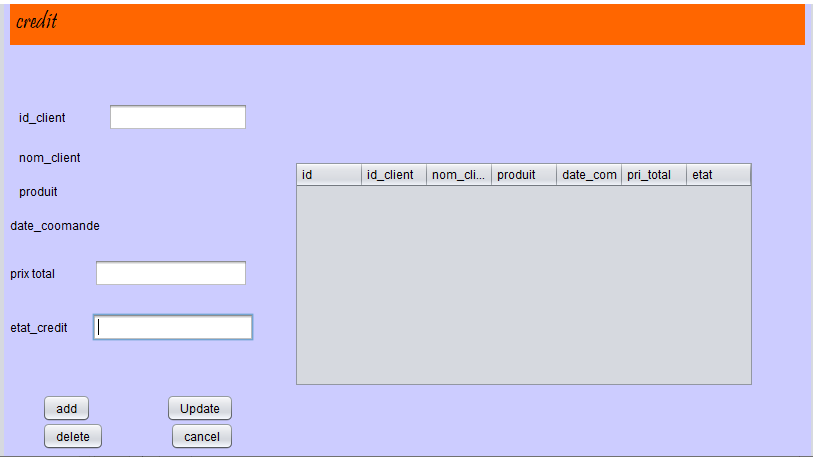 credit
id_client
nom_client
produit
date_coomande
prix total
etat_credit
id id_client nom_cli... produit date_com pri_total etat
add Update
delete cancel